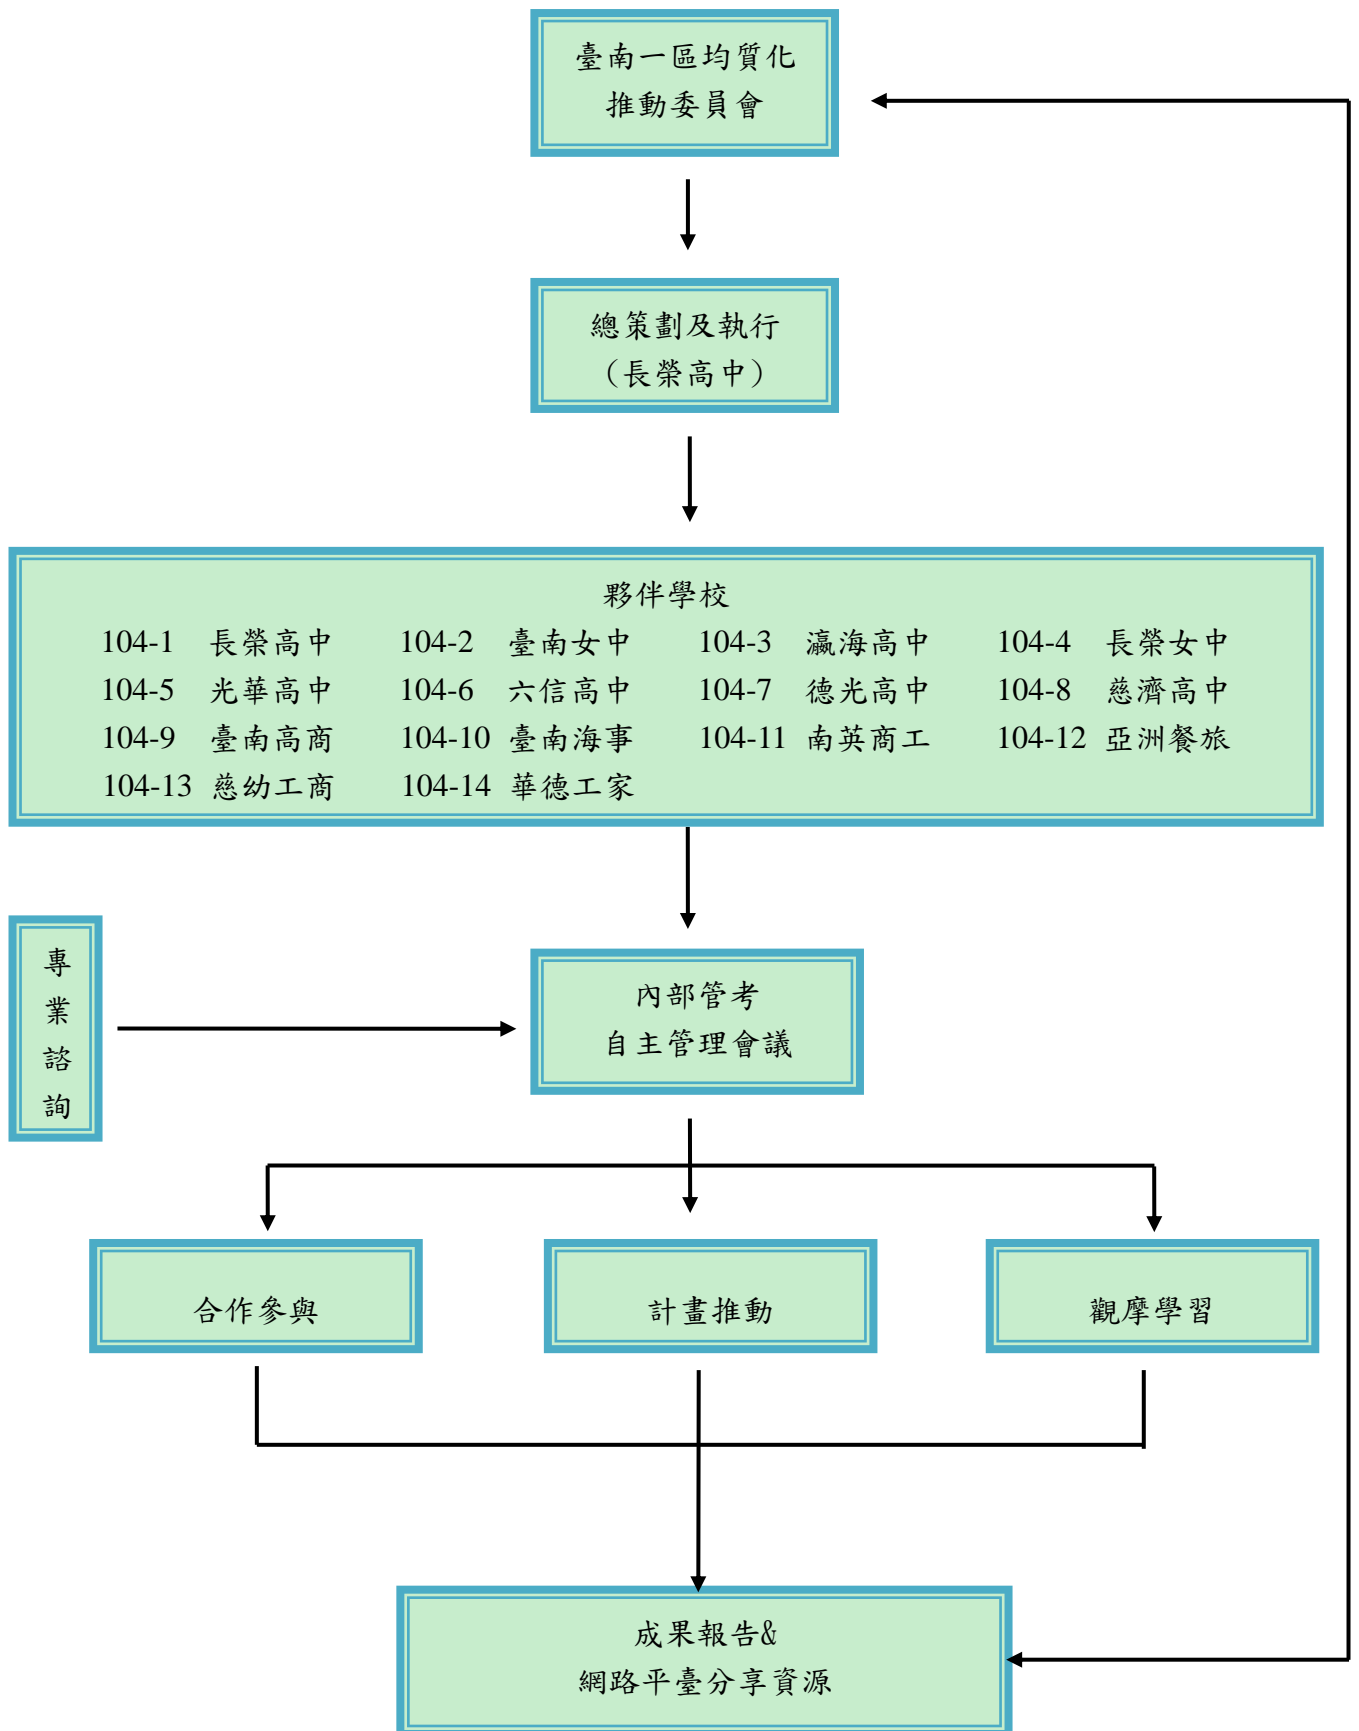 臺南一區均質化
推動委員會
總策劃及執行
（長榮高中）
夥伴學校
104-1 長榮高中 104-2 臺南女中 104-3 瀛海高中 104-4 長榮女中
104-5 光華高中 104-6 六信高中 104-7 德光高中 104-8 慈濟高中
104-9 臺南高商 104-10 臺南海事 104-11 南英商工 104-12 亞洲餐旅
104-13 慈幼工商 104-14 華德工家
專
業
諮
詢
內部管考
自主管理會議
合作參與
計畫推動
觀摩學習
成果報告&
網路平臺分享資源